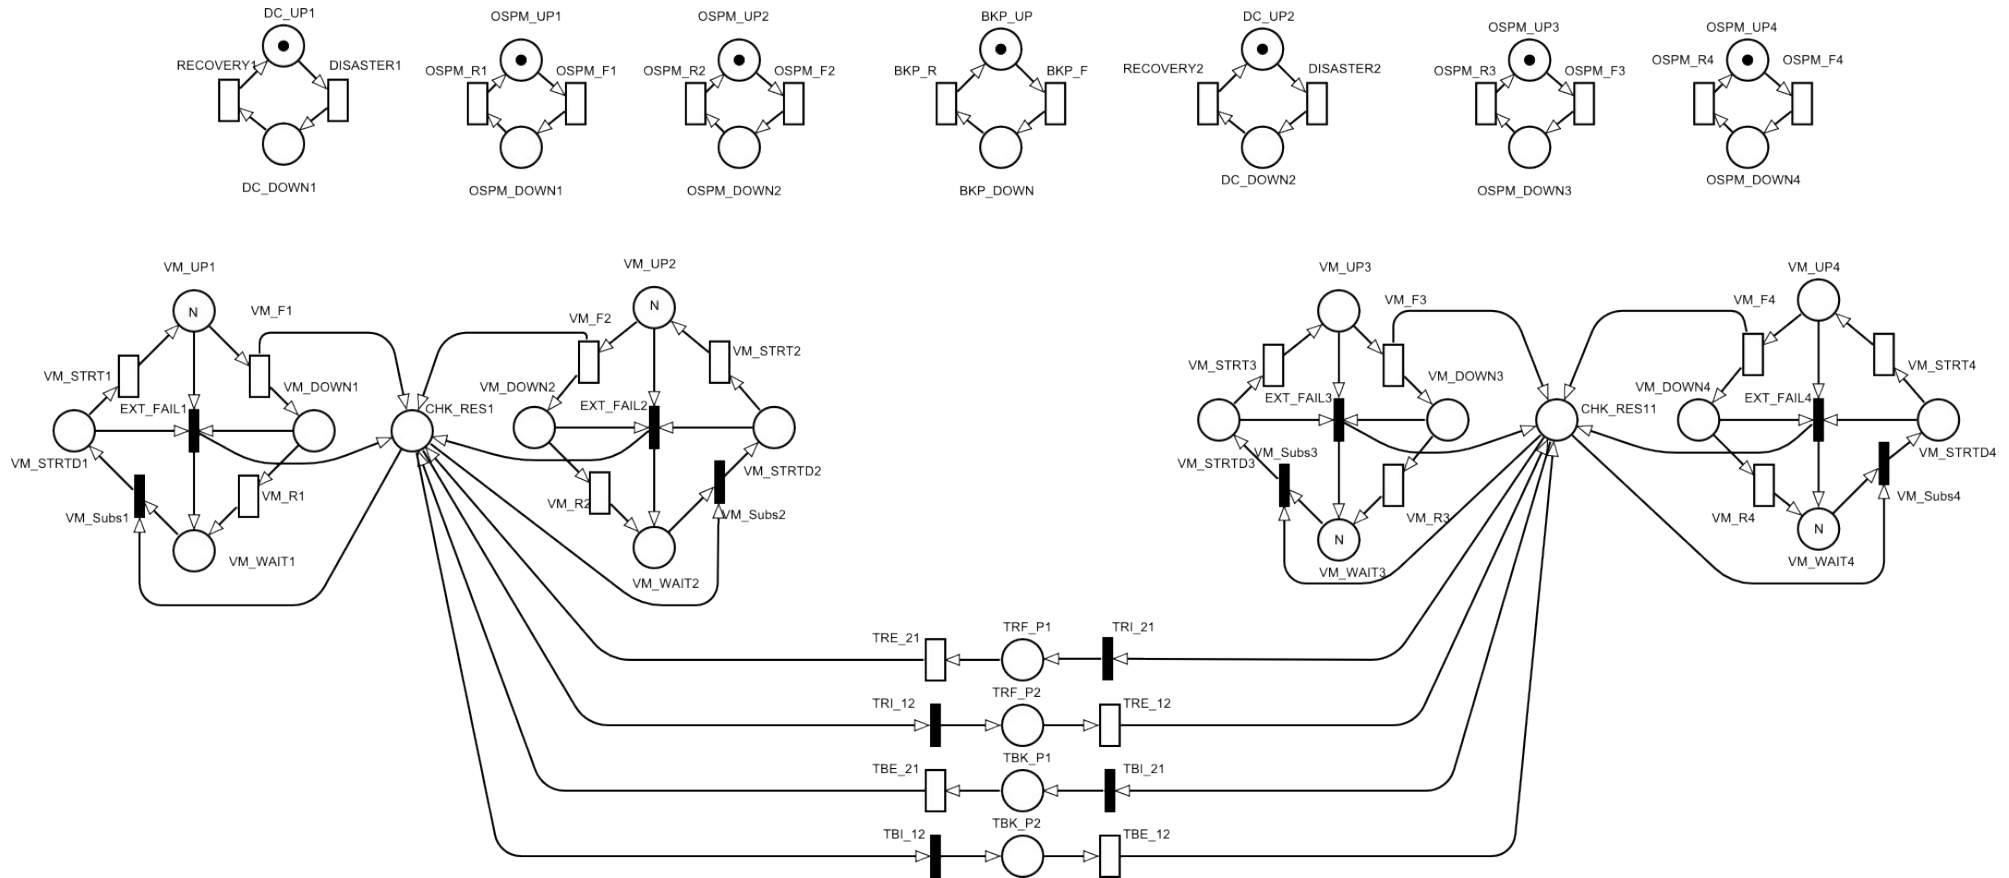 DC_UP1
OSPM_UP1
OSPM_UP2
BKP_UP
DC_UP2
OSPM_UP3
OSPM_UP4
RECOVERY1
DISASTER1
OSPM_R1
OSPM_F1
OSPM_R2
OSPM_F2
BKP_R
BKP_F
RECOVERY2
DISASTER2
OSPM_R3
OSPM_F3
OSPM_R4
OSPM_F4
DC_DOWN1
OSPM_DOWN1
OSPM_DOWN2
BKP_DOWN
DC_DOWN2
OSPM_DOWN3
OSPM_DOWN4
VM_UP1
VM_UP2
VM_UP3
VM_UP4
N
VM_F1
VM_F2
N
VM_F3
VM_F4
VM_STRT1
VM_DOWN1
VM_DOWN2
VM_STRT2
VM_STRT3
VM_DOWN3
VM_DOWN4
VM_STRT4
EXT_FAIL1
CHK_RES1
EXT_FAIL2
EXT_FAIL3
CHK_RES11
EXT_FAIL4
VM_STRTD1
VM_STRTD2
VM_STRTD3
VM_Subs3
VM_STRTD4
VM_Subs1
VM_R1
VM_R2
VM_Subs2
VM_R3
VM_R4
VM_Subs4
N
N
VM_WAIT1
VM_WAIT2
VM_WAIT3
VM_WAIT4
TRE_21
TRF_P1
TRI_21
TRI_12
TRF_P2
TRE_12
TBE_21
TBK_P1
TBI_21
TBI_12
TBK_P2
TBE_12